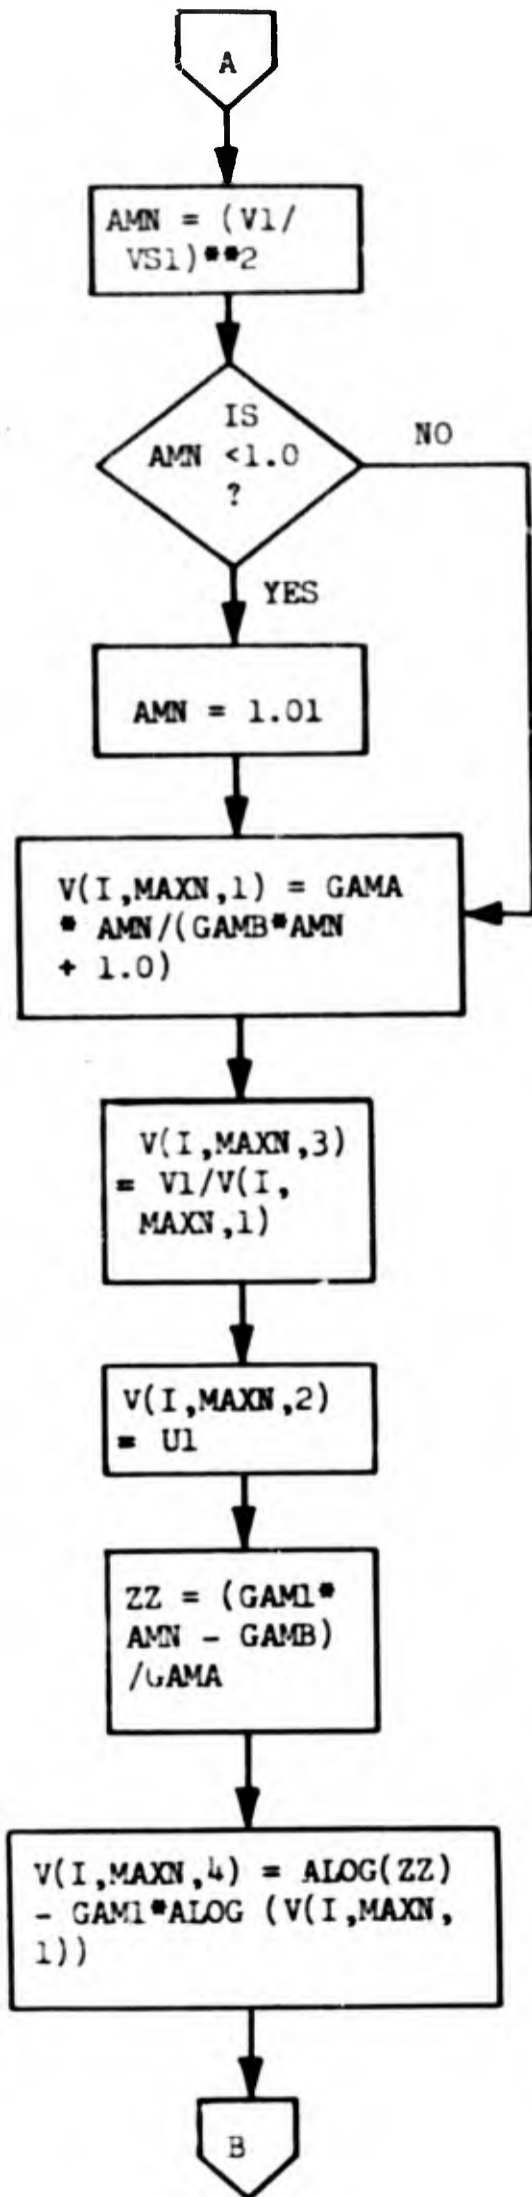 A
AMN = (V1/
VS1)**2
IS
AMN <1.0
?
NO
YES
AMN = 1.01
V(I,MAXN,1) = GAMA
* AMN/(GAMB*AMN
+ 1.0)
V(I,MAXN,3)
= V1/V(I,
MAXN,1)
V(I,MAXN,2)
= U1
ZZ = (GAM1*
AMN - GAMB)
/GAMA
V(I,MAXN,4) = ALOG(ZZ)
- GAM1*ALOG (V(I,MAXN,
1))
B